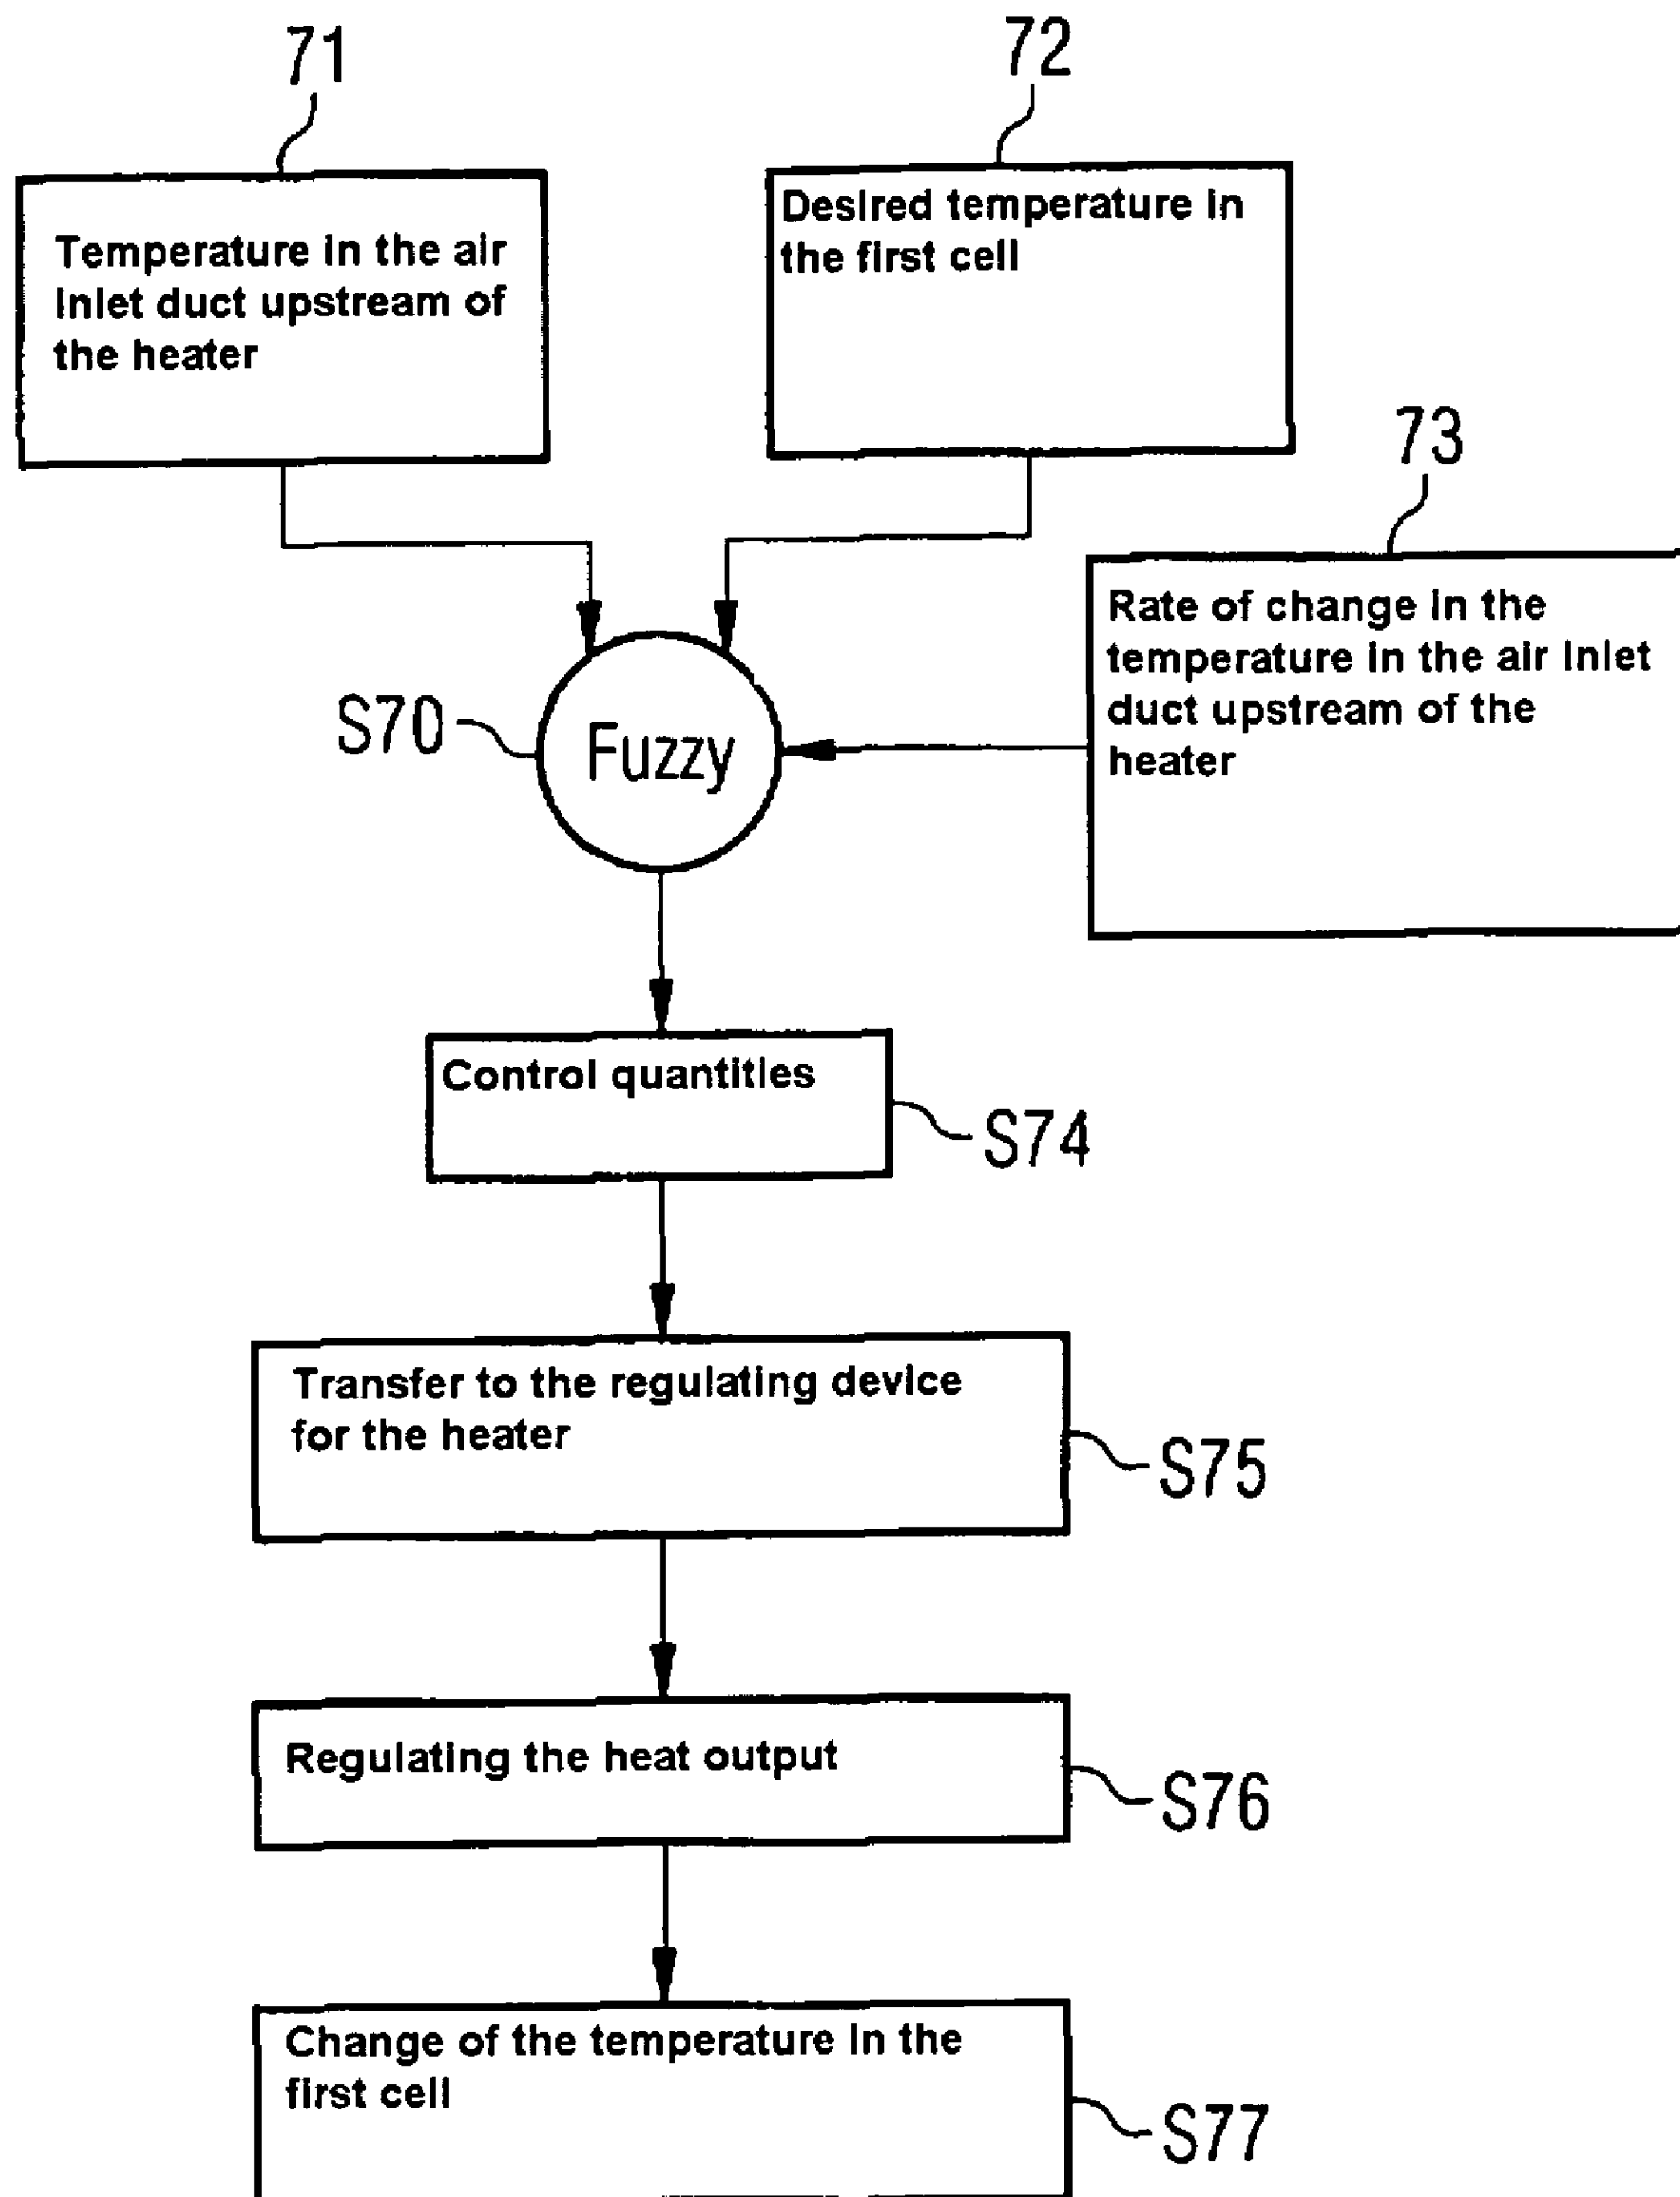 71
Temperature in the air
inlet duct upstream of
the heater
72
Desired temperature in
the first cell
73
Rate of change in the
temperature in the air inlet
duct upstream of the
heater
S70
Fuzzy
Control quantities
S74
Transfer to the regulating device
for the heater
S75
Regulating the heat output
S76
Change of the temperature in the
first cell
S77